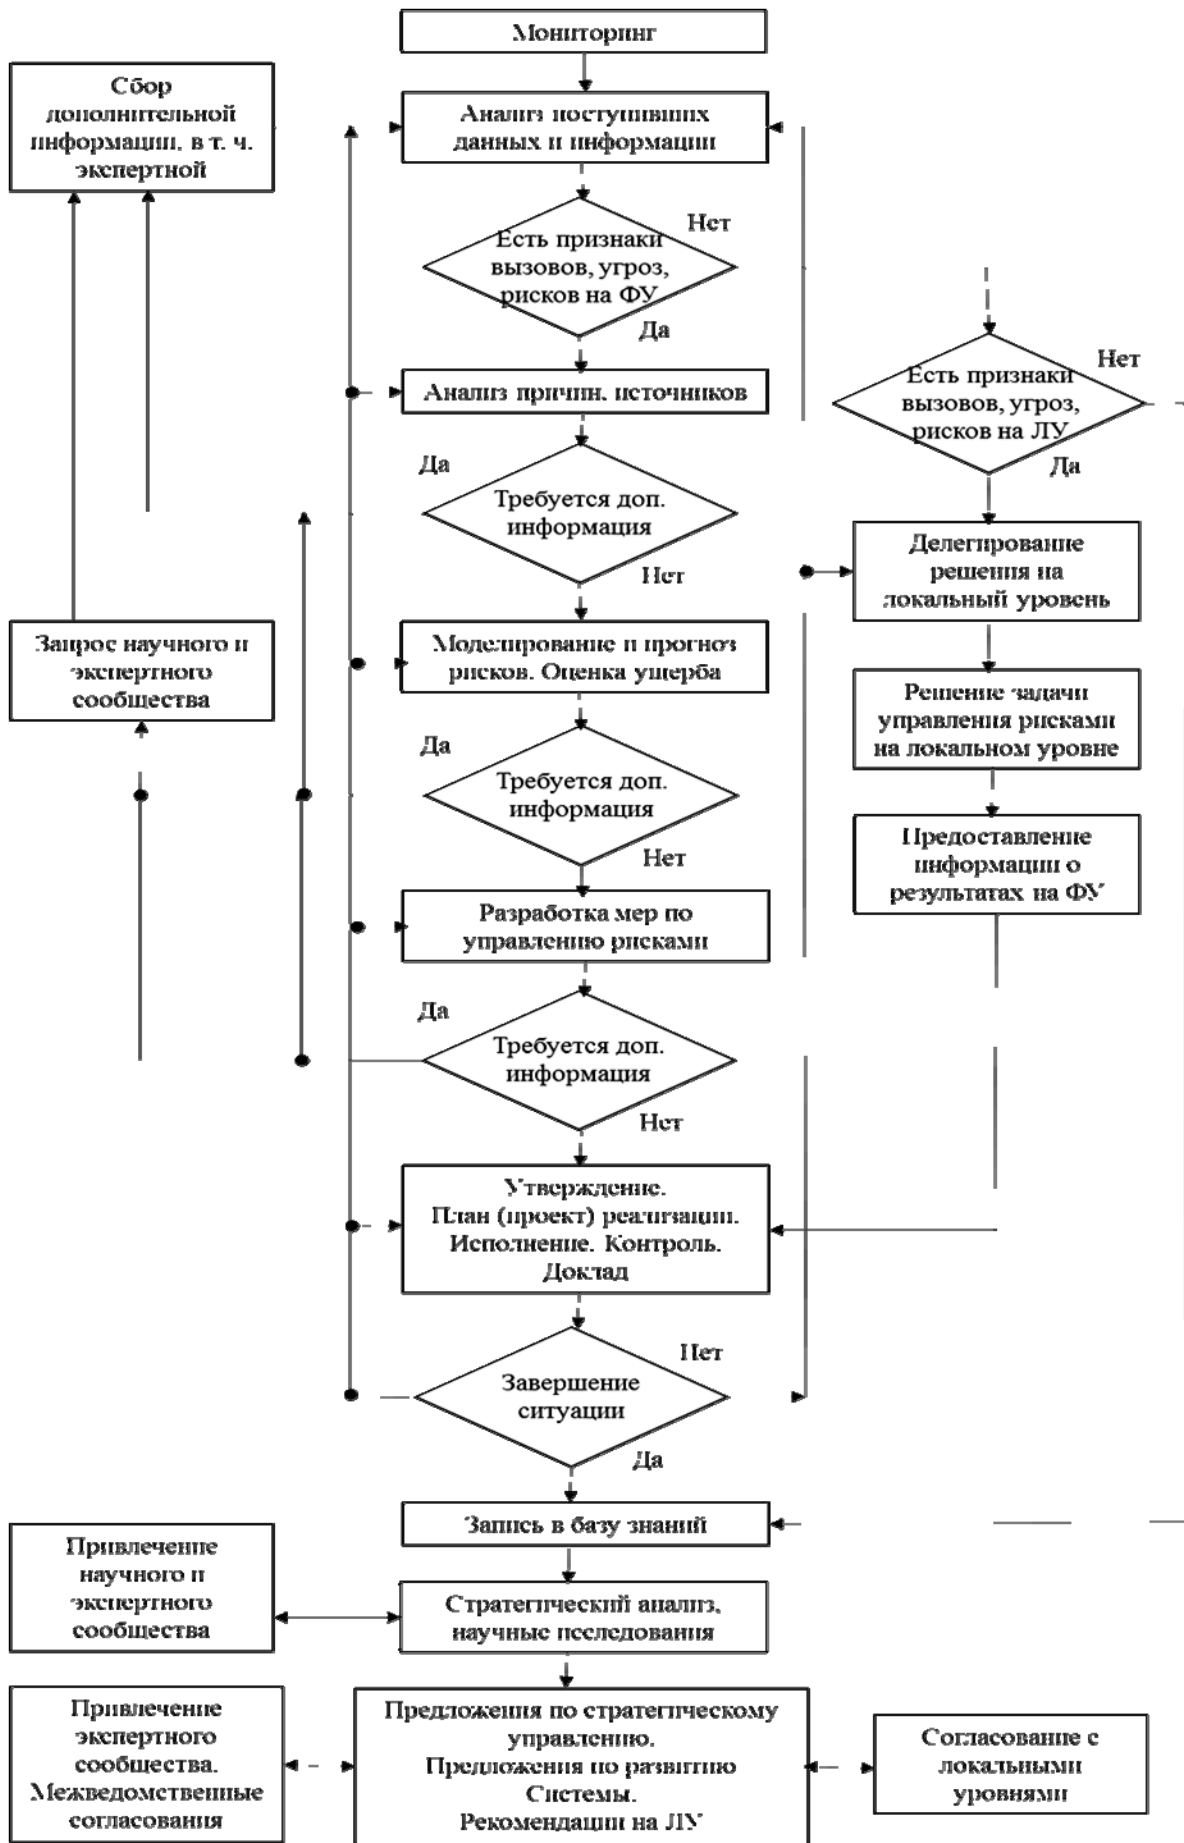 Мониторинг
Сбор
дополнительной
информации, в т. ч.
экспертной
Анализ поступивших
данных и информации
Есть признаки
вызовов, угроз,
рисков на ФУ
Нет
Да
Анализ причин, источников
Есть признаки
вызовов, угроз,
рисков на ЛУ
Нет
Да
Да
Требуется доп.
информация
Нет
Делегирование
решения на
локальный уровень
Запрос научного и
экспертного
сообщества
Моделирование и прогноз
рисков. Оценка ущерба
Решение задачи
управления рисками
на локальном уровне
Да
Требуется доп.
информация
Нет
Предоставление
информации о
результатах на ФУ
Разработка мер по
управлению рисками
Да
Требуется доп.
информация
Нет
Утверждение.
План (проект) реализации.
Исполнение. Контроль.
Доклад
Нет
Завершение
ситуации
Да
Запись в базу знаний
Привлечение
научного и
экспертного
сообщества
Стратегический анализ,
научные исследования
Привлечение
экспертного
сообщества.
Межведомственные
согласования
Предложения по стратегическому
управлению.
Предложения по развитию
Системы.
Рекомендации на ЛУ
Согласование с
локальными
уровнями